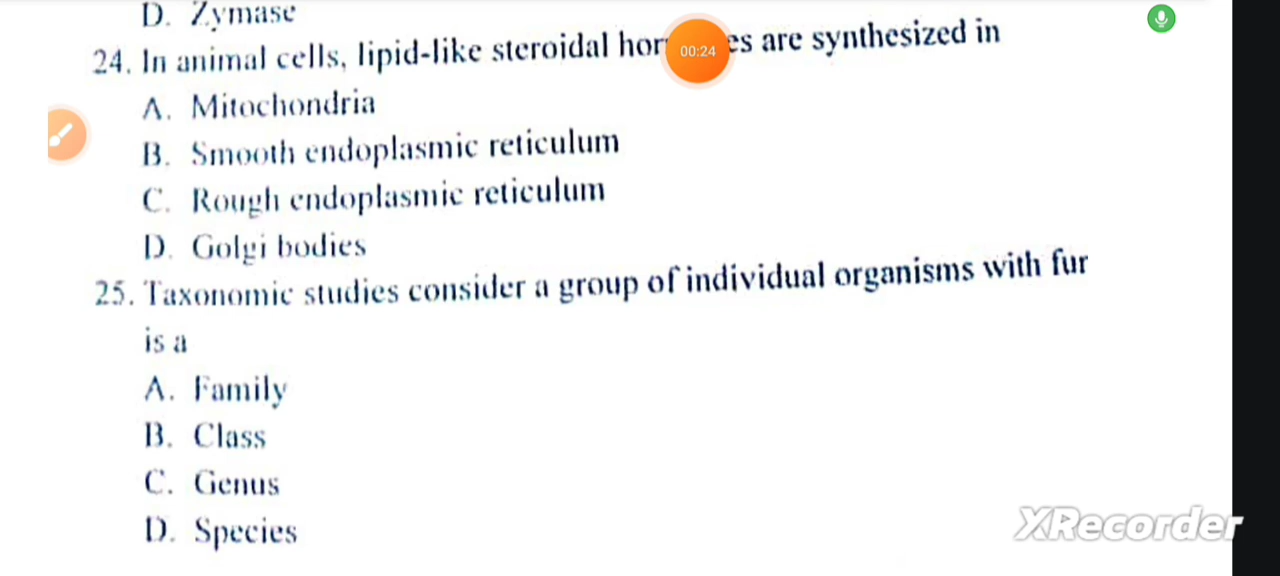 D. Zymase
24. In animal cells, lipid-like steroidal hor 00:24 es are synthesized in
A. Mitochondria
B. Smooth endoplasmic reticulum
C. Rough endoplasmic reticulum
D. Golgi bodies
25. Taxonomic studies consider a group of individual organisms with fur
is a
A. Family
B. Class
C. Genus
D. Species
XRecorder